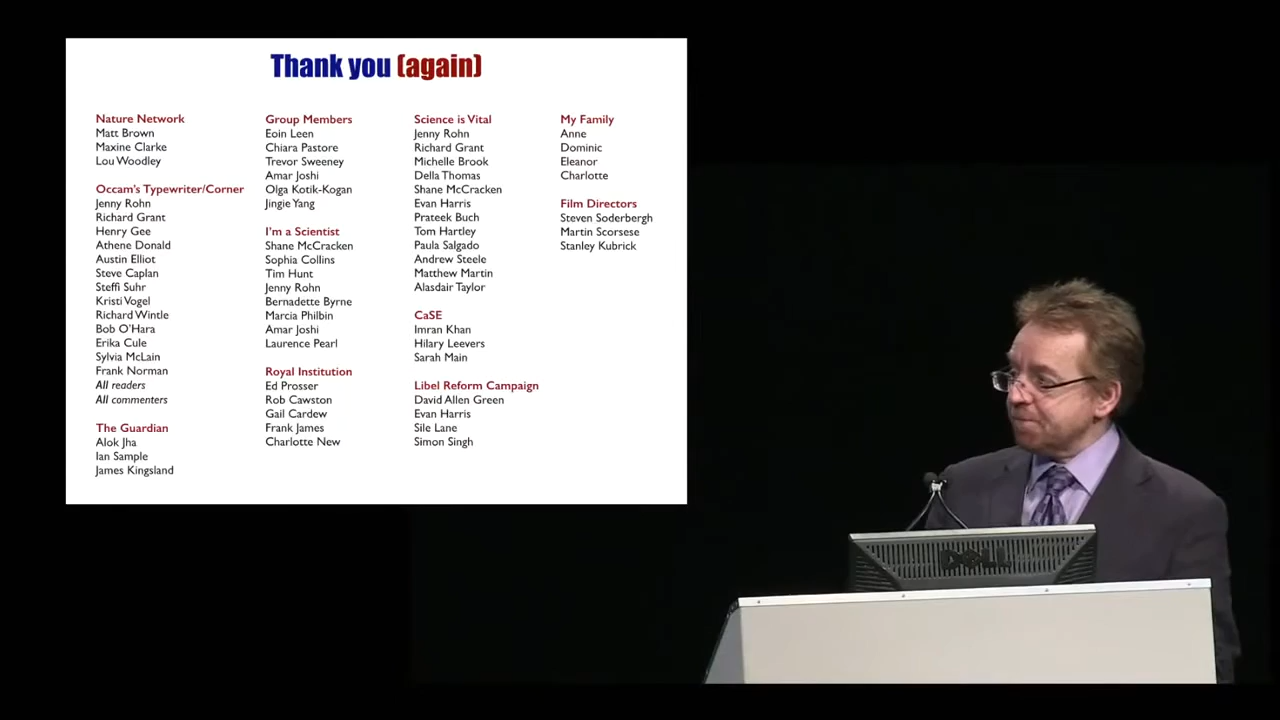 Thank you (again)
Nature Network
Matt Brown
Maxine Clarke
Lou Woodley
Occam's Typewriter/Corner
Jenny Rohn
Richard Grant
Henry Gee
Athene Donald
Austin Elliot
Steve Caplan
Steffi Suhr
Kristi Vogel
Richard Wintle
Bob O'Hara
Erika Cule
Sylvia McLain
Frank Norman
All readers
All commenters
The Guardian
Alok Jha
Ian Sample
James Kingsland
Group Members
Eoin Leen
Chiara Pastore
Trevor Sweeney
Amar Joshi
Olga Kotik-Kogan
Jingie Yang
I'm a Scientist
Shane McCracken
Sophia Collins
Tim Hunt
Jenny Rohn
Bernadette Byrne
Marcia Philbin
Amar Joshi
Laurence Pearl
Royal Institution
Ed Prosser
Rob Cawston
Gail Cardew
Frank James
Charlotte New
Science is Vital
Jenny Rohn
Richard Grant
Michelle Brook
Della Thomas
Shane McCracken
Evan Harris
Prateek Buch
Tom Hartley
Paula Salgado
Andrew Steele
Matthew Martin
Alasdair Taylor
CaSE
Imran Khan
Hilary Leevers
Sarah Main
Libel Reform Campaign
David Allen Green
Evan Harris
Sile Lane
Simon Singh
My Family
Anne
Dominic
Eleanor
Charlotte
Film Directors
Steven Soderbergh
Martin Scorsese
Stanley Kubrick
DELL